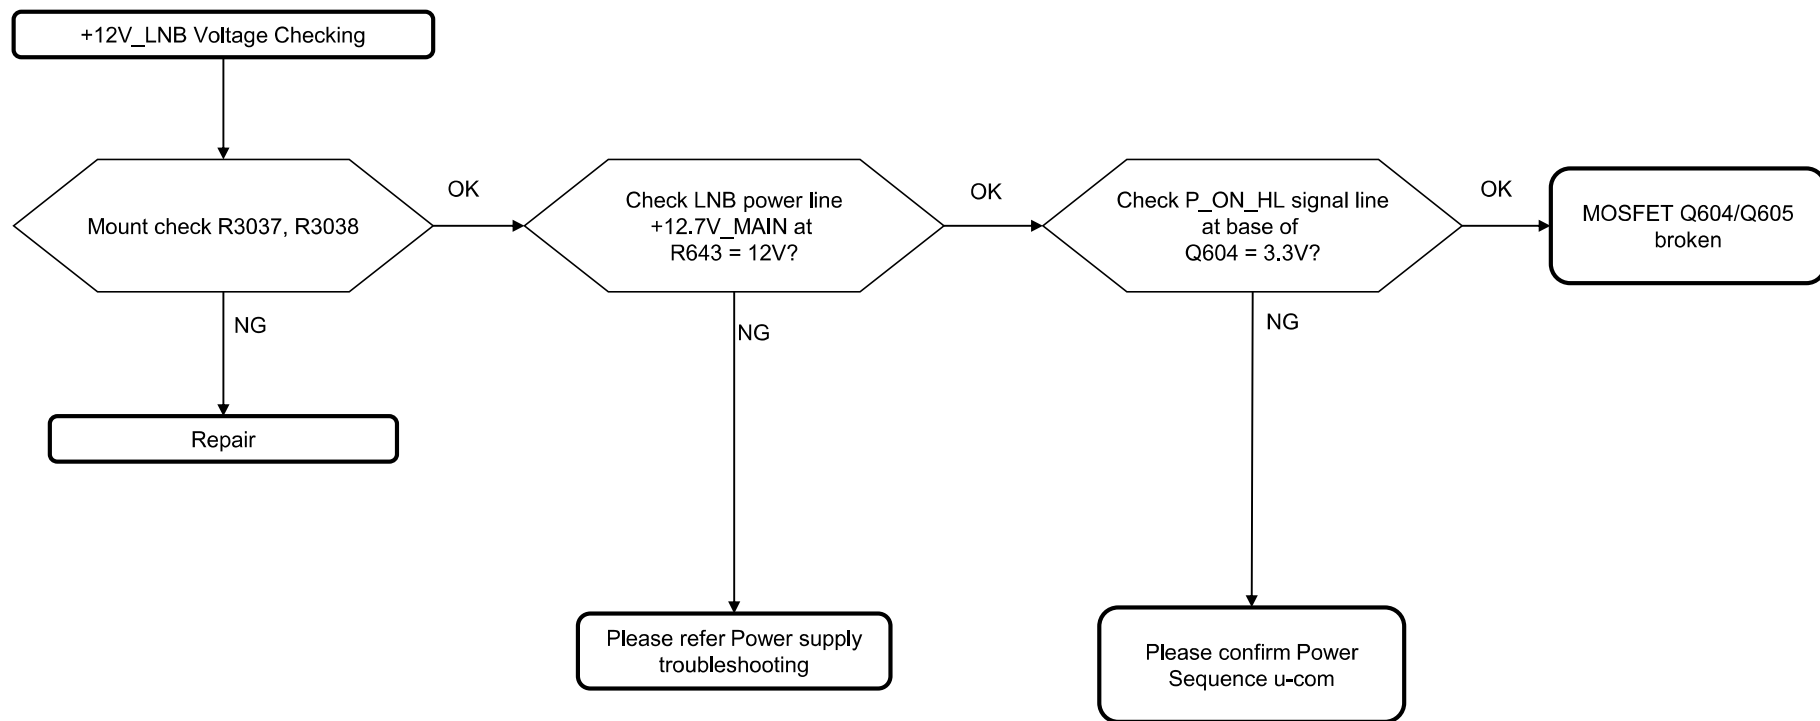 +12V_LNB Voltage Checking
Mount check R3037, R3038
OK
NG
Repair
Check LNB power line
+12.7V_MAIN at
R643 = 12V?
OK
NG
Please refer Power supply
troubleshooting
Check P_ON_HL signal line
at base of
Q604 = 3.3V?
OK
NG
Please confirm Power
Sequence u-com
MOSFET Q604/Q605
broken